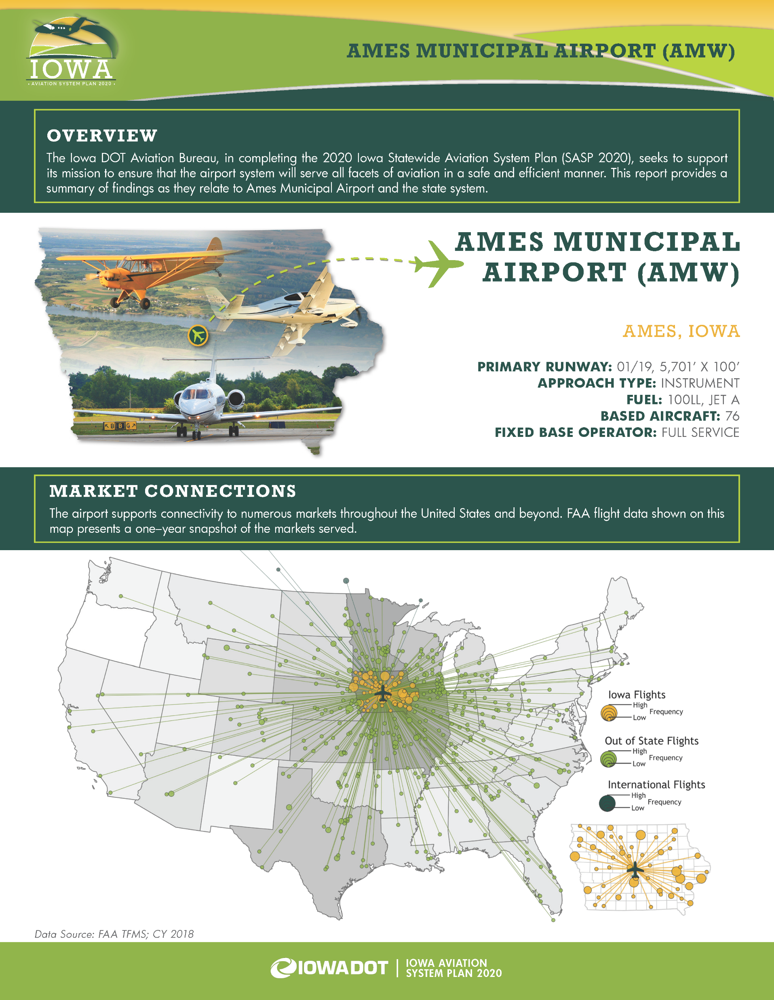 IOWA
• AVIATION SYSTEM PLAN 2020 •
AMES MUNICIPAL AIRPORT (AMW)
OVERVIEW
The Iowa DOT Aviation Bureau, in completing the 2020 Iowa Statewide Aviation System Plan (SASP 2020), seeks to support
its mission to ensure that the airport system will serve all facets of aviation in a safe and efficient manner. This report provides a
summary of findings as they relate to Ames Municipal Airport and the state system.
AMES MUNICIPAL
AIRPORT (AMW)
AMES, IOWA
PRIMARY RUNWAY: 01/19, 5,701’ X 100’
APPROACH TYPE: INSTRUMENT
FUEL: 100LL, JET A
BASED AIRCRAFT: 76
FIXED BASE OPERATOR: FULL SERVICE
↖B B G↗
MARKET CONNECTIONS
The airport supports connectivity to numerous markets throughout the United States and beyond. FAA flight data shown on this
map presents a one–year snapshot of the markets served.
Iowa Flights
High
Frequency
Low
Out of State Flights
High
Frequency
Low
International Flights
High
Frequency
Low
Data Source: FAA TFMS; CY 2018
IOWADOT
IOWA AVIATION
SYSTEM PLAN 2020